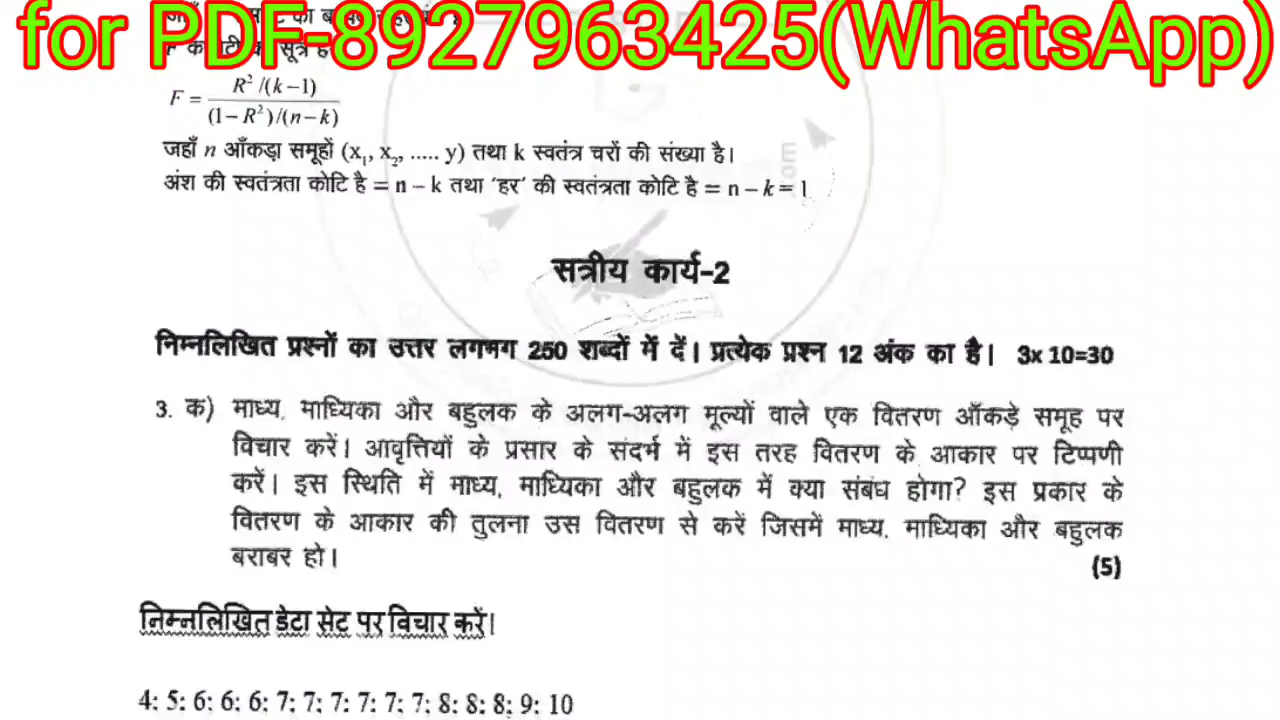 for PDF-8927963425(WhatsApp)
F = R² /(k−1) / (1−R²)/(n−k)
जहाँ n आँकड़ा समूहों (x₁, x₂, ..... y) तथा k स्वतंत्र चरों की संख्या है।
अंश की स्वतंत्रता कोटि है = n – k तथा 'हर' की स्वतंत्रता कोटि है = n – k = 1
सत्रीय कार्य-2
निम्नलिखित प्रश्नों का उत्तर लगभग 250 शब्दों में दें। प्रत्येक प्रश्न 12 अंक का है। 3x 10=30
3. क) माध्य, माध्यिका और बहुलक के अलग-अलग मूल्यों वाले एक वितरण आँकड़े समूह पर
विचार करें। आवृत्तियों के प्रसार के संदर्भ में इस तरह वितरण के आकार पर टिप्पणी
करें। इस स्थिति में माध्य, माध्यिका और बहुलक में क्या संबंध होगा? इस प्रकार के
वितरण के आकार की तुलना उस वितरण से करें जिसमें माध्य, माध्यिका और बहुलक
बराबर हो। (5)
निम्नलिखित डेटा सेट पर विचार करें।
4: 5: 6: 6: 6: 7: 7: 7: 7: 7: 7: 8: 8: 8: 9: 10